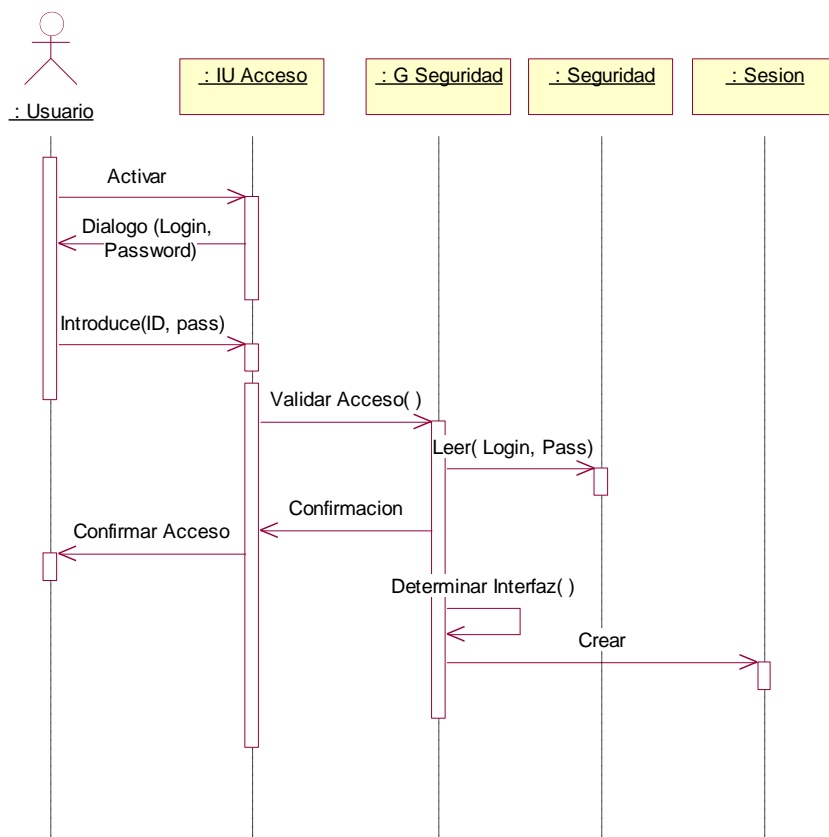 : Usuario
: IU Acceso
: G Seguridad
: Seguridad
: Sesion
Activar
Dialogo (Login,
Password)
Introduce(ID, pass)
Validar Acceso( )
Leer( Login, Pass)
Confirmacion
Confirmar Acceso
Determinar Interfaz( )
Crear